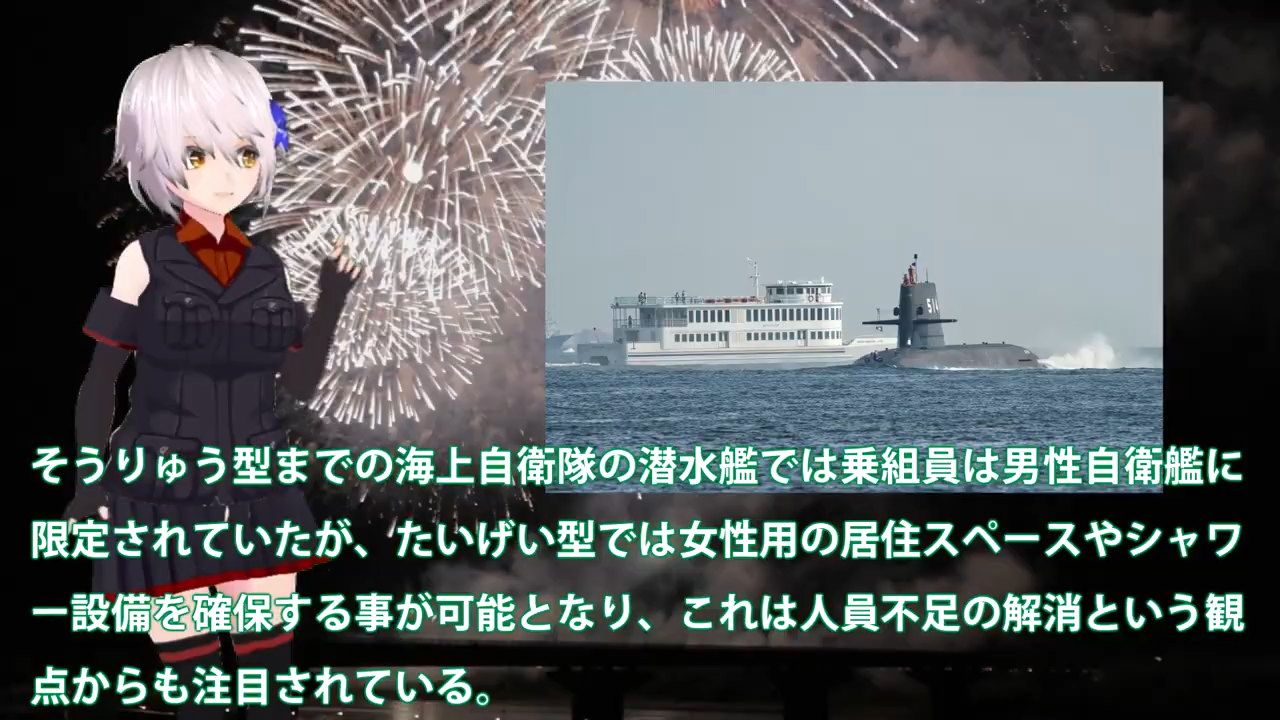 514
そうりゅう型までの海上自衛隊の潜水艦では乗組員は男性自衛艦に
限定されていたが、たいげい型では女性用の居住スペースやシャワ
ー設備を確保する事が可能となり、これは人員不足の解消という観
点からも注目されている。